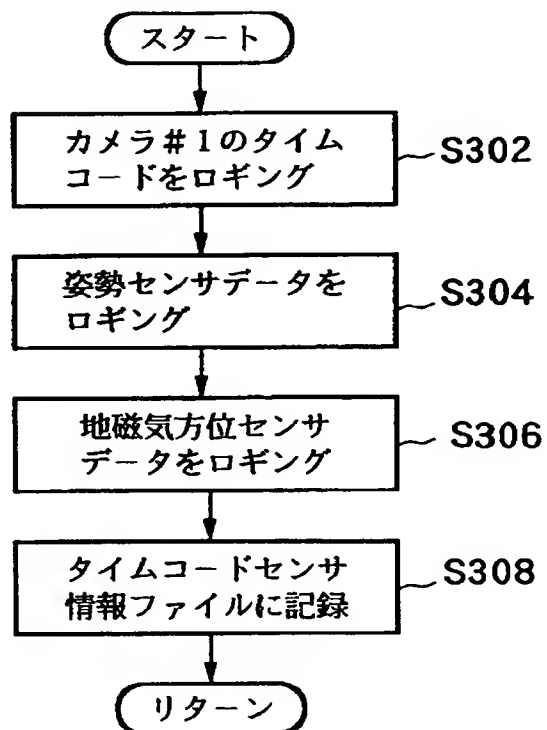 スタート
カメラ#1のタイム
コードをロギング
S302
姿勢センサデータを
ロギング
S304
地磁気方位センサ
データをロギング
S306
タイムコードセンサ
情報ファイルに記録
S308
リターン